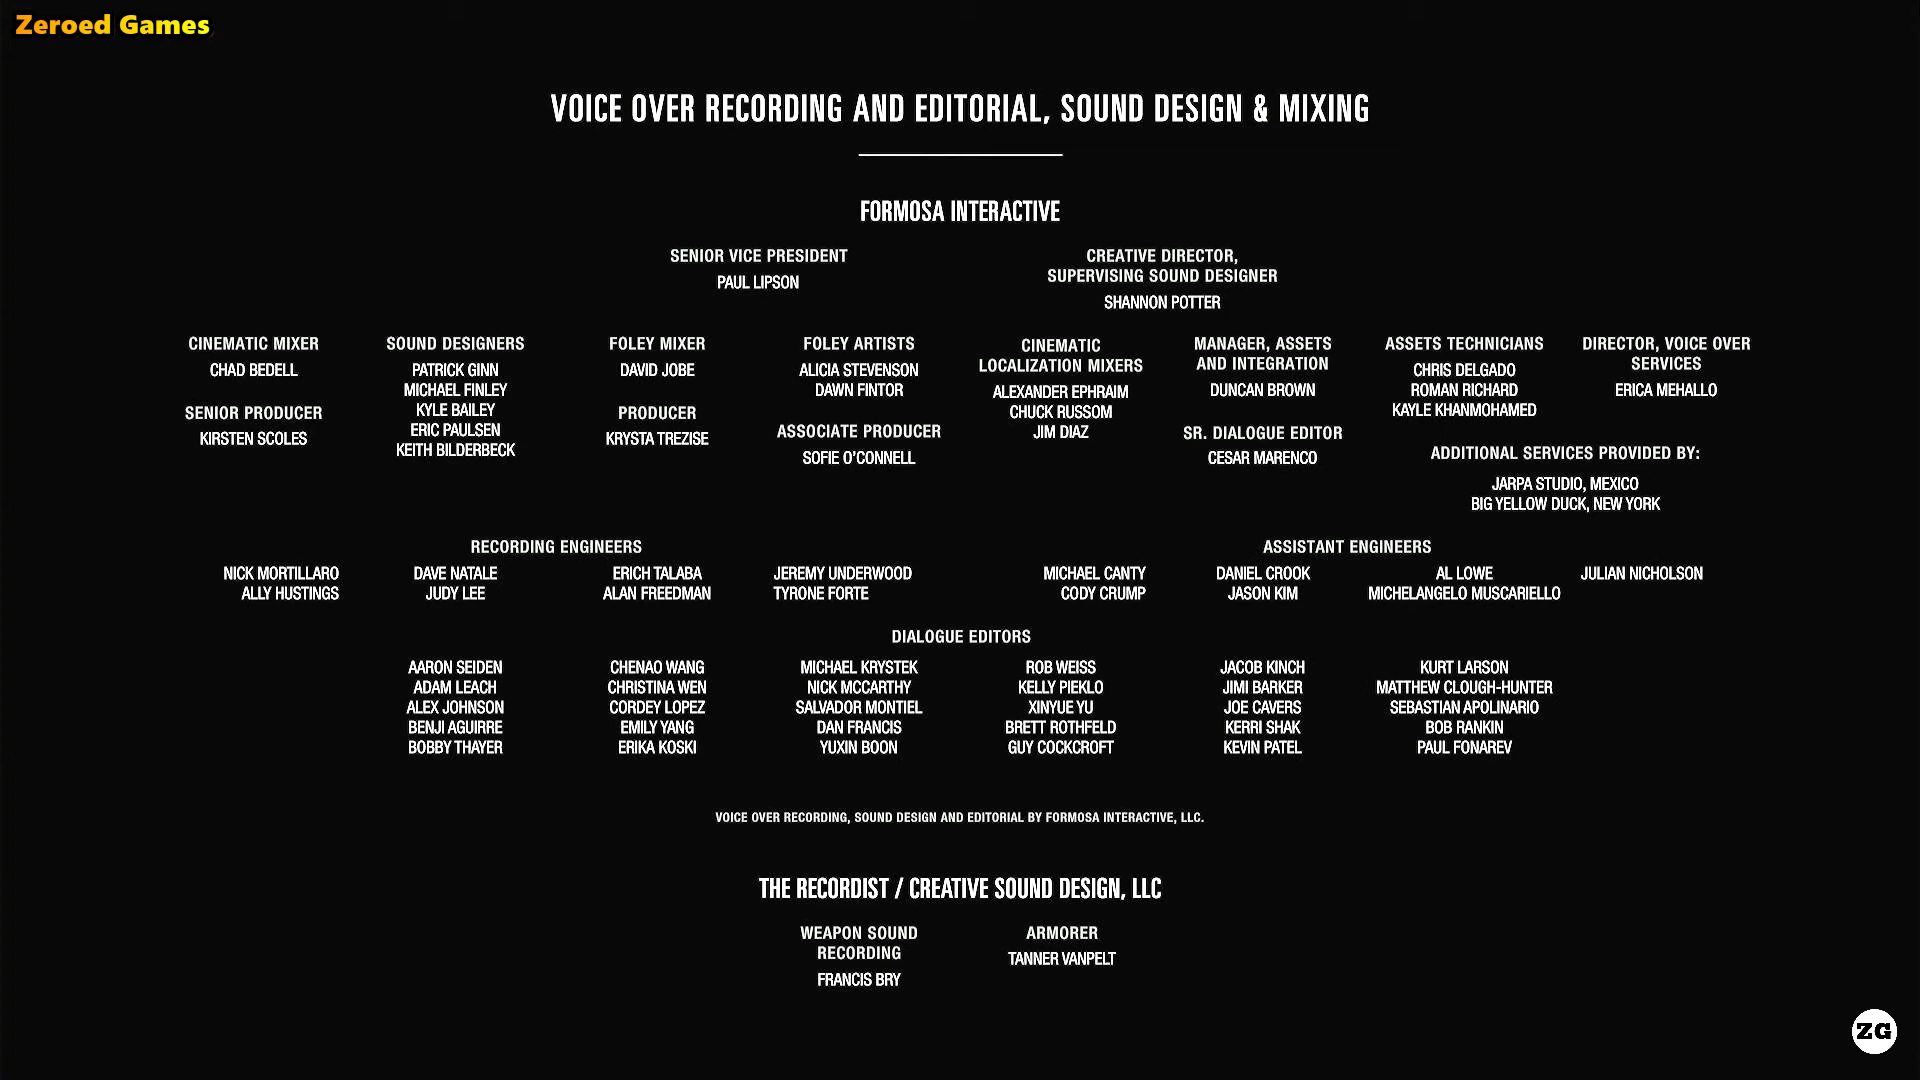 Zeroed Games
VOICE OVER RECORDING AND EDITORIAL, SOUND DESIGN & MIXING
FORMOSA INTERACTIVE
SENIOR VICE PRESIDENT
PAUL LIPSON
CREATIVE DIRECTOR,
SUPERVISING SOUND DESIGNER
SHANNON POTTER
CINEMATIC MIXER
CHAD BEDELL
SENIOR PRODUCER
KIRSTEN SCOLES
SOUND DESIGNERS
PATRICK GINN
MICHAEL FINLEY
KYLE BAILEY
ERIC PAULSEN
KEITH BILDERBECK
FOLEY MIXER
DAVID JOBE
PRODUCER
KRYSTA TREZISE
FOLEY ARTISTS
ALICIA STEVENSON
DAWN FINTOR
ASSOCIATE PRODUCER
SOFIE O'CONNELL
CINEMATIC
LOCALIZATION MIXERS
ALEXANDER EPHRAIM
CHUCK RUSSOM
JIM DIAZ
MANAGER, ASSETS
AND INTEGRATION
DUNCAN BROWN
SR. DIALOGUE EDITOR
CESAR MARENCO
ASSETS TECHNICIANS
CHRIS DELGADO
ROMAN RICHARD
KAYLE KHANMOHAMED
DIRECTOR, VOICE OVER
SERVICES
ERICA MEHALLO
ADDITIONAL SERVICES PROVIDED BY:
JARPA STUDIO, MEXICO
BIG YELLOW DUCK, NEW YORK
RECORDING ENGINEERS
NICK MORTILLARO
ALLY HUSTINGS
DAVE NATALE
JUDY LEE
ERICH TALABA
ALAN FREEDMAN
JEREMY UNDERWOOD
TYRONE FORTE
ASSISTANT ENGINEERS
MICHAEL CANTY
CODY CRUMP
DANIEL CROOK
JASON KIM
AL LOWE
MICHELANGELO MUSCARIELLO
JULIAN NICHOLSON
DIALOGUE EDITORS
AARON SEIDEN
ADAM LEACH
ALEX JOHNSON
BENJI AGUIRRE
BOBBY THAYER
CHENAO WANG
CHRISTINA WEN
CORDEY LOPEZ
EMILY YANG
ERIKA KOSKI
MICHAEL KRYSTEK
NICK MCCARTHY
SALVADOR MONTIEL
DAN FRANCIS
YUXIN BOON
ROB WEISS
KELLY PIEKLO
XINYUE YU
BRETT ROTHFELD
GUY COCKCROFT
JACOB KINCH
JIMI BARKER
JOE CAVERS
KERRI SHAK
KEVIN PATEL
KURT LARSON
MATTHEW CLOUGH-HUNTER
SEBASTIAN APOLINARIO
BOB RANKIN
PAUL FONAREV
VOICE OVER RECORDING, SOUND DESIGN AND EDITORIAL BY FORMOSA INTERACTIVE, LLC.
THE RECORDIST / CREATIVE SOUND DESIGN, LLC
WEAPON SOUND
RECORDING
FRANCIS BRY
ARMORER
TANNER VANPELT
ZG